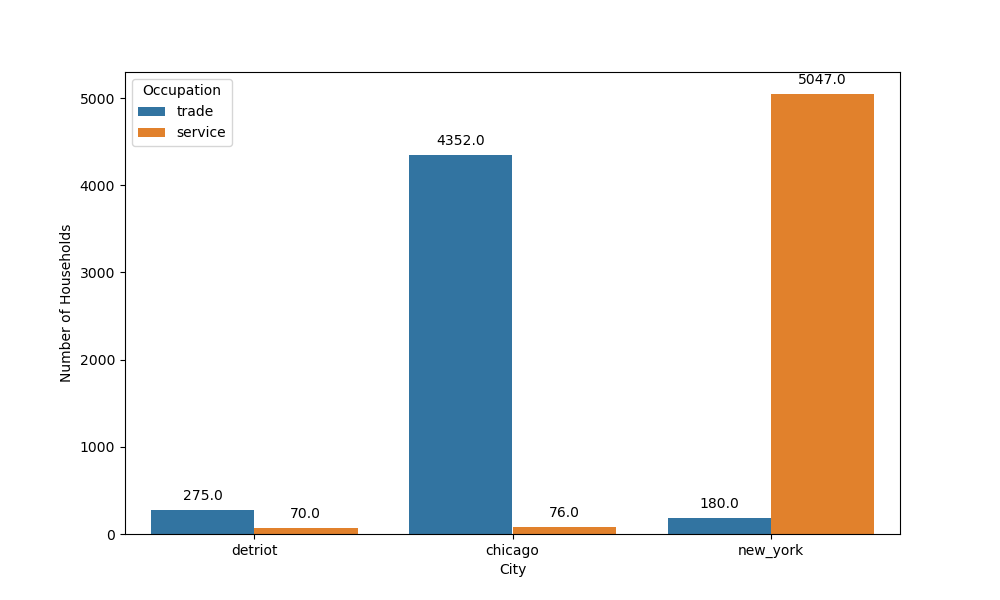 Occupation
trade
service
5047.0
4352.0
275.0
70.0
76.0
180.0
5000
4000
3000
2000
1000
0
Number of Households
detriot
chicago
new_york
City